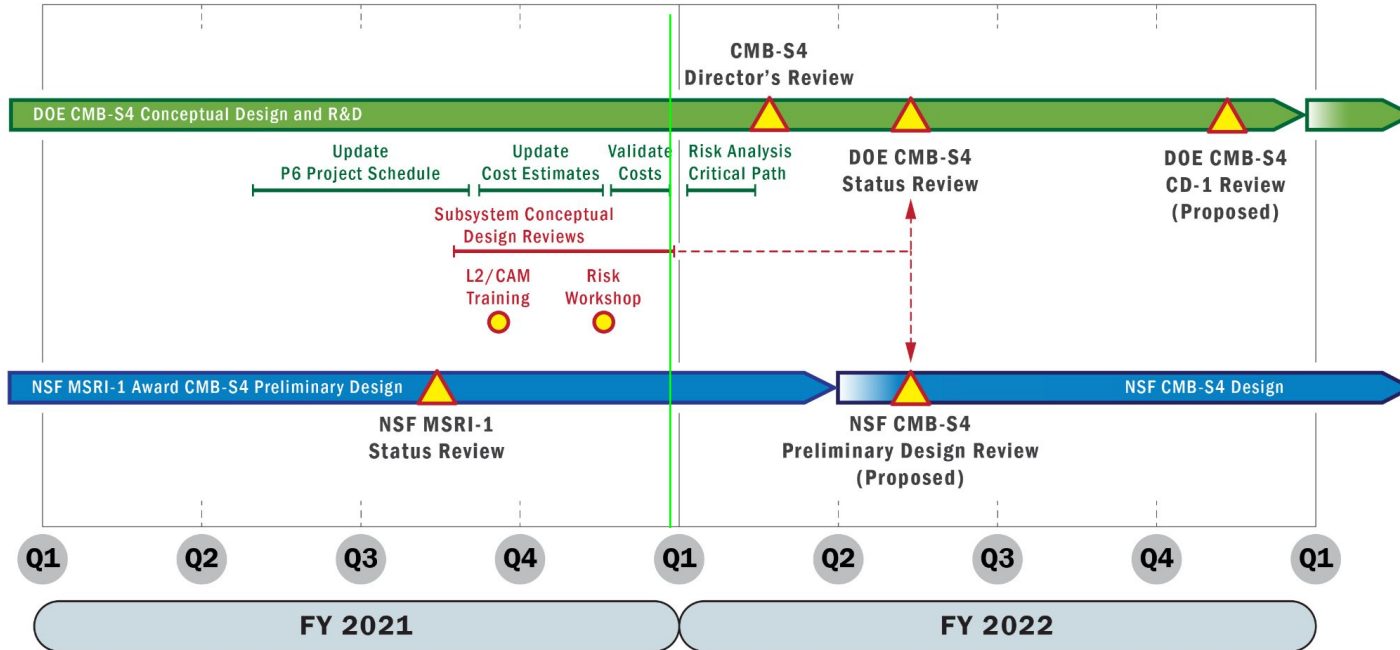 CMB-S4
Director's Review
DOE CMB-S4 Conceptual Design and R&D
Update
P6 Project Schedule
Update
Cost Estimates
Validate
Costs
Risk Analysis
Critical Path
DOE CMB-S4
Status Review
DOE CMB-S4
CD-1 Review
(Proposed)
Subsystem Conceptual
Design Reviews
L2/CAM
Training
Risk
Workshop
NSF MSRI-1 Award CMB-S4 Preliminary Design
NSF CMB-S4 Design
NSF MSRI-1
Status Review
NSF CMB-S4
Preliminary Design Review
(Proposed)
Q1 Q2 Q3 Q4 Q1 Q2 Q3 Q4 Q1
FY 2021 FY 2022